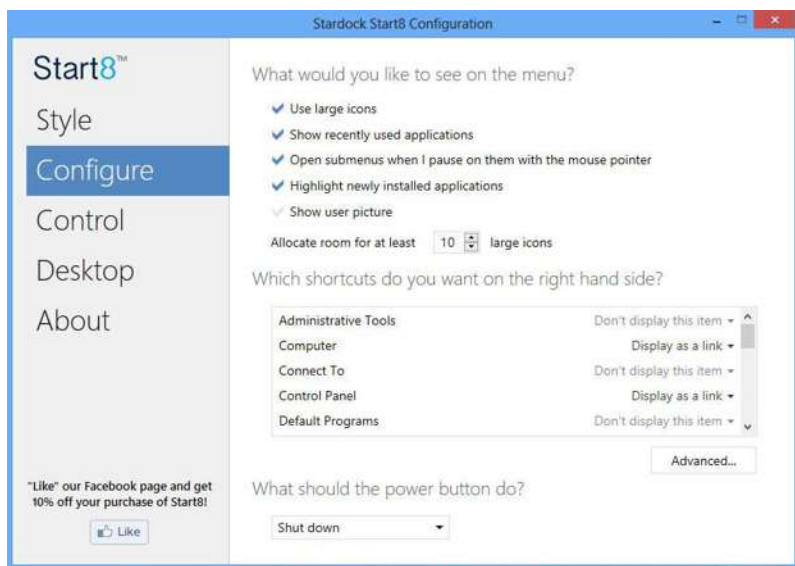 Stardock Start8 Configuration
Start8™
Style
Configure
Control
Desktop
About
"Like" our Facebook page and get
10% off your purchase of Start8!
Like
What would you like to see on the menu?
Use large icons
Show recently used applications
Open submenus when I pause on them with the mouse pointer
Highlight newly installed applications
Show user picture
Allocate room for at least 10 large icons
Which shortcuts do you want on the right hand side?
Administrative Tools Don't display this item
Computer Display as a link
Connect To Don't display this item
Control Panel Display as a link
Default Programs Don't display this item
Advanced...
What should the power button do?
Shut down